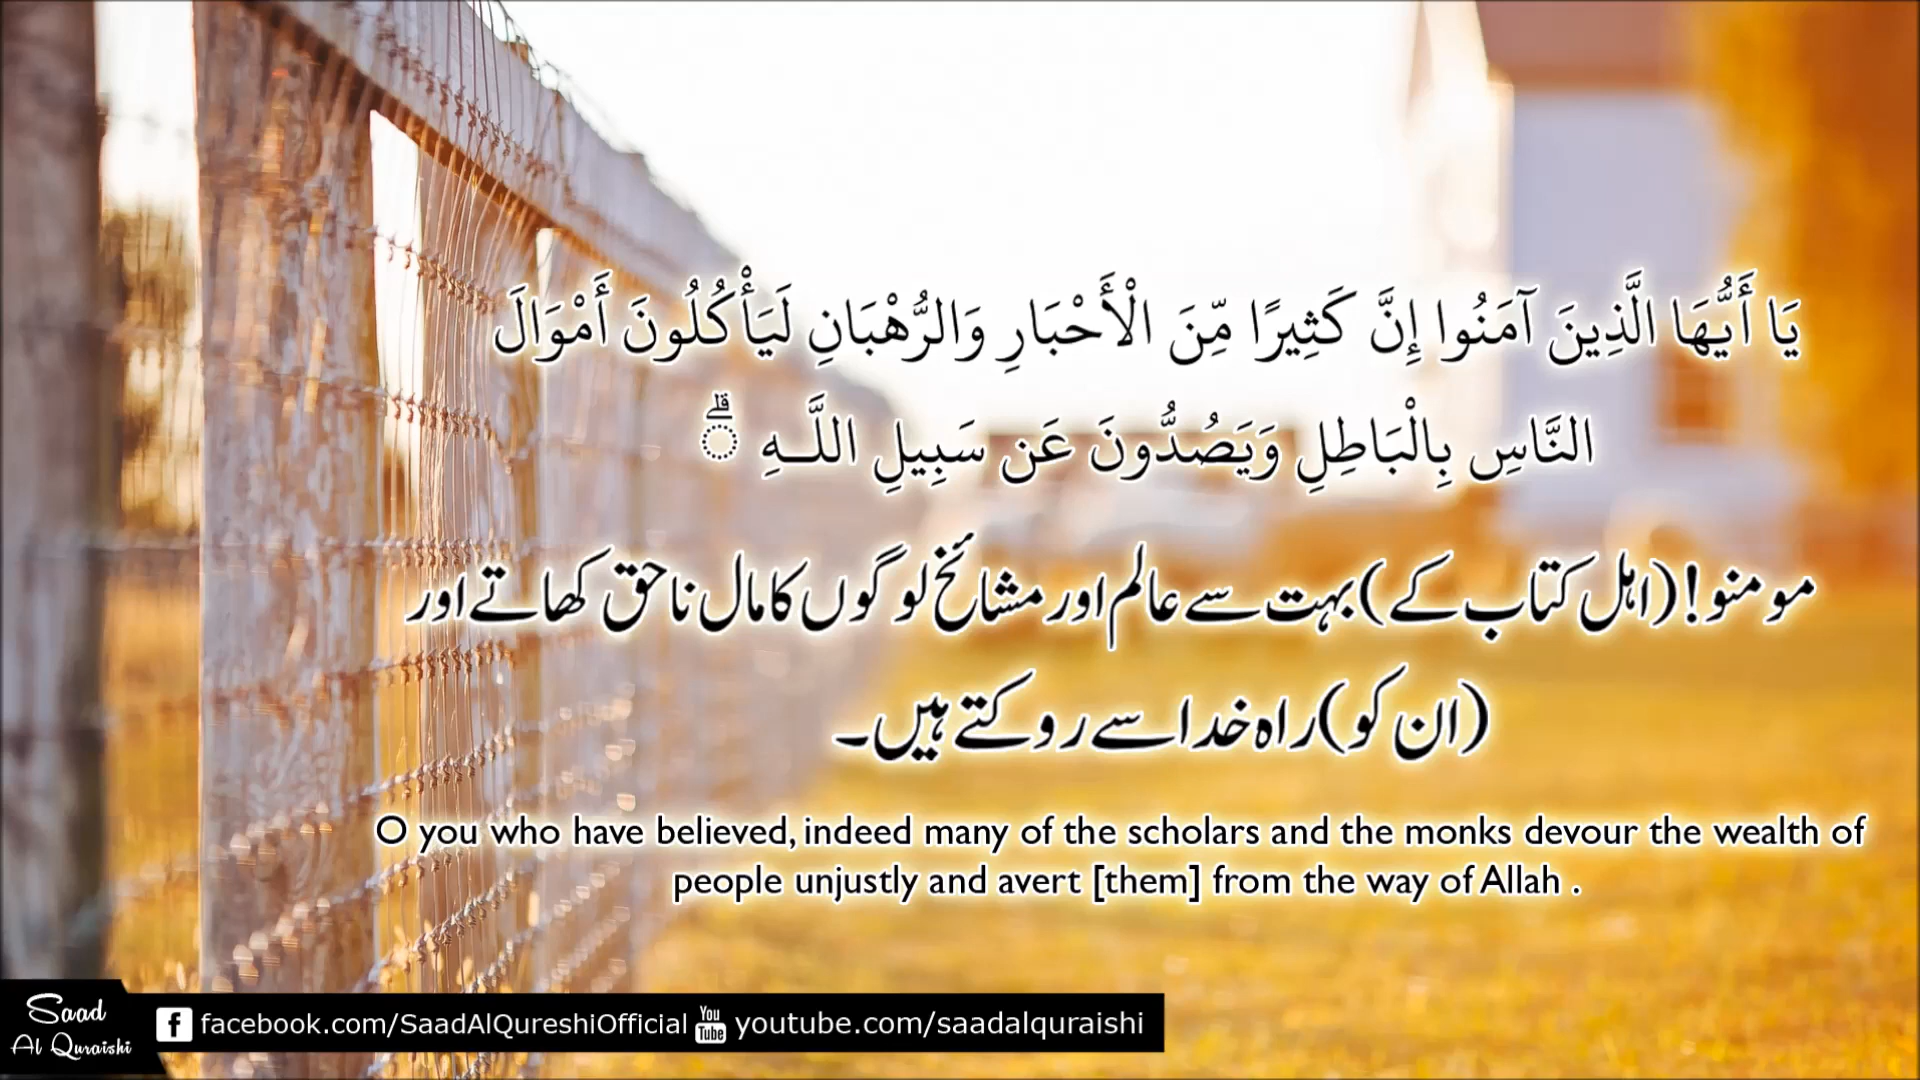 يَا أَيُّهَا الَّذِينَ آمَنُوا إِنَّ كَثِيرًا مِّنَ الْأَحْبَارِ وَالرُّهْبَانِ لَيَأْكُلُونَ أَمْوَالَ
النَّاسِ بِالْبَاطِلِ وَيَصُدُّونَ عَن سَبِيلِ اللَّـهِ ۗ
مومنو! (اہل کتاب کے) بہت سے عالم اور مشائخ لوگوں کا مال ناحق کھاتے اور
(ان کو) راہ خدا سے روکتے ہیں۔
O you who have believed, indeed many of the scholars and the monks devour the wealth of
people unjustly and avert [them] from the way of Allah .
Saad
Al Quraishi
f facebook.com/SaadAlQureshiOfficial You Tube youtube.com/saadalquraishi